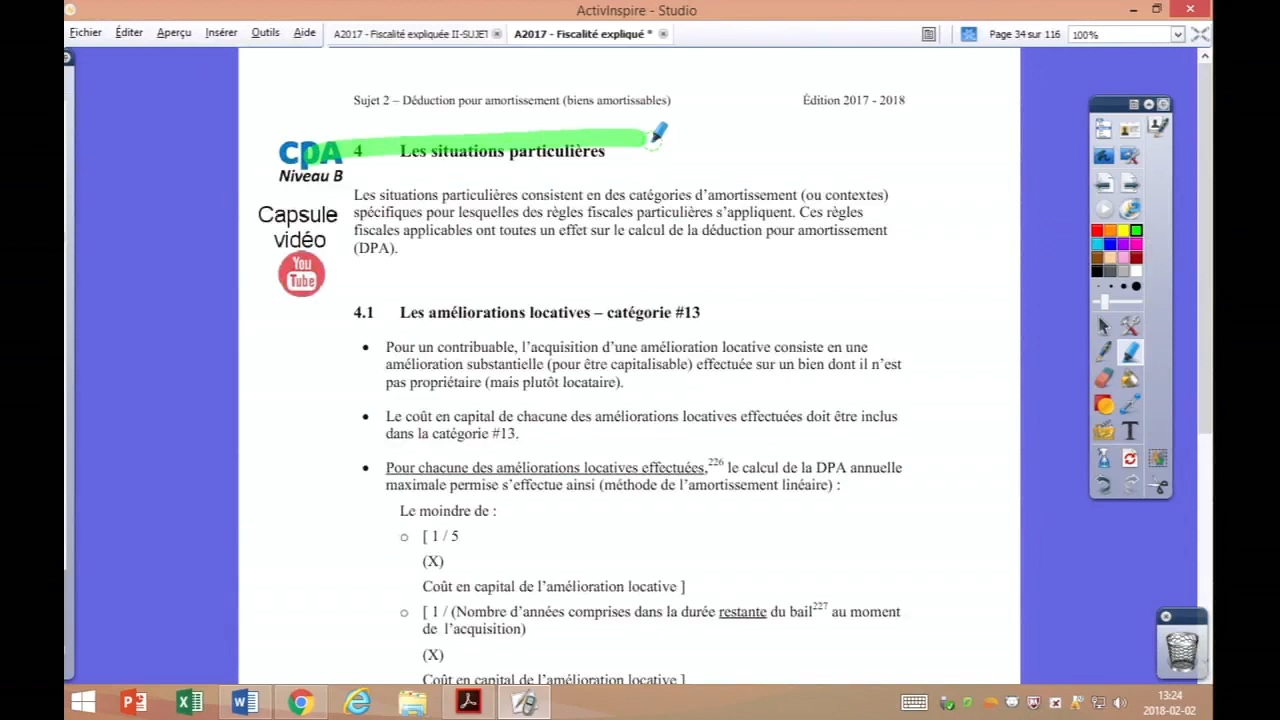 ActivInspire - Studio
Fichier Éditer Aperçu Insérer Outils Aide
A2017 - Fiscalité expliquée II-SUJET
A2017 - Fiscalité expliqué *
Page 34 sur 116
100%
Sujet 2 – Déduction pour amortissement (biens amortissables)
Édition 2017 - 2018
CPA
Niveau B
4 Les situations particulières
Capsule
vidéo
You
Tube
Les situations particulières consistent en des catégories d’amortissement (ou contextes)
spécifiques pour lesquelles des règles fiscales particulières s’appliquent. Ces règles
fiscales applicables ont toutes un effet sur le calcul de la déduction pour amortissement
(DPA).
4.1 Les améliorations locatives – catégorie #13
• Pour un contribuable, l’acquisition d’une amélioration locative consiste en une
amélioration substantielle (pour être capitalisable) effectuée sur un bien dont il n’est
pas propriétaire (mais plutôt locataire).
• Le coût en capital de chacune des améliorations locatives effectuées doit être inclus
dans la catégorie #13.
• Pour chacune des améliorations locatives effectuées,226 le calcul de la DPA annuelle
maximale permise s’effectue ainsi (méthode de l’amortissement linéaire) :
Le moindre de :
o [ 1 / 5
(X)
Coût en capital de l’amélioration locative ]
o [ 1 / (Nombre d’années comprises dans la durée restante du bail227 au moment
de l’acquisition)
(X)
Coût en capital de l’amélioration locative ]
13:24
2018-02-02